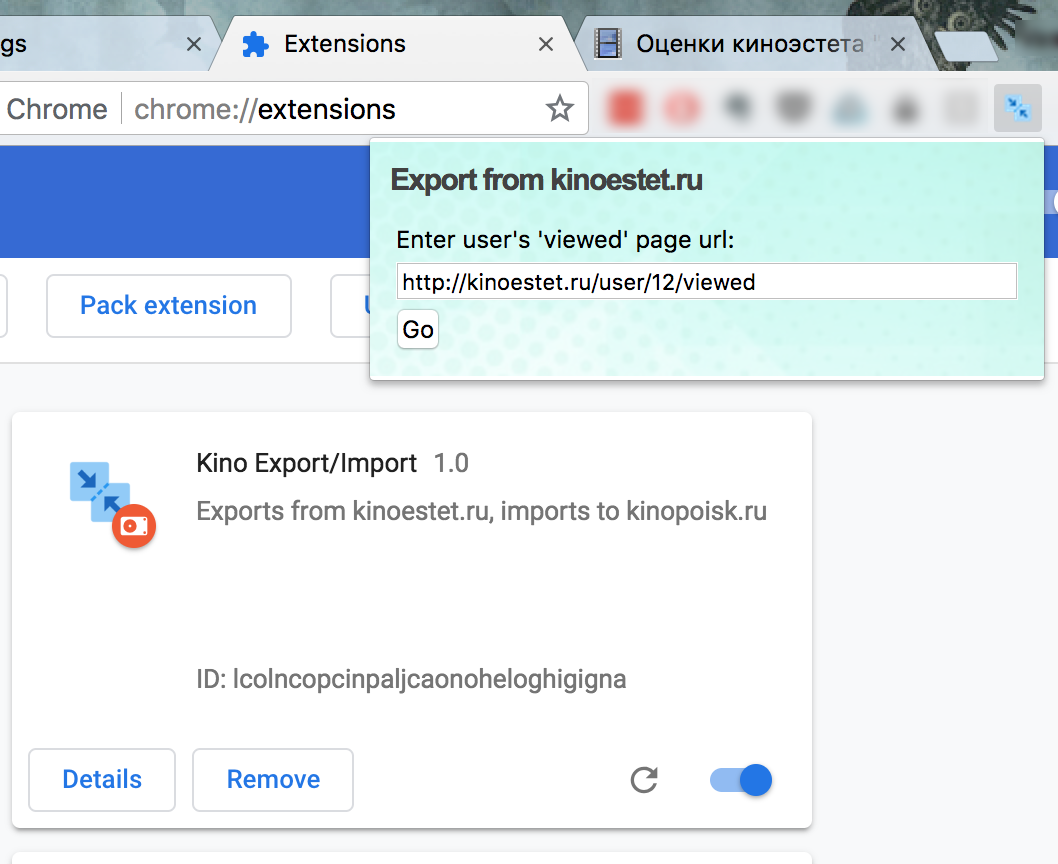 gs
Extensions
Оценки киноэстета
Chrome
chrome://extensions
Export from kinoestet.ru
Enter user's 'viewed' page url:
http://kinoestet.ru/user/12/viewed
Go
Pack extension
Kino Export/Import 1.0
Exports from kinoestet.ru, imports to kinopoisk.ru
ID: lcolncopcinpaljcaonoheloghigigna
Details
Remove